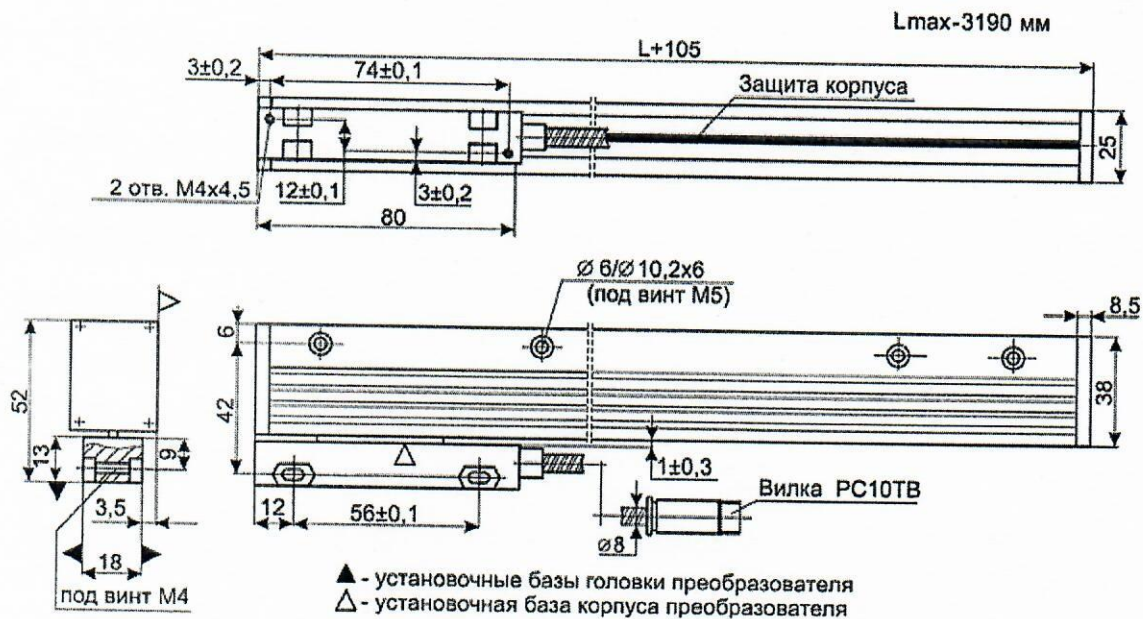 Lmax-3190 мм
L+105
3±0,2
74±0,1
Защита корпуса
25
2 отв. М4х4,5
12±0,1
3±0,2
80
Ø 6/Ø 10,2х6
(под винт М5)
8,5
6
52
42
38
13
9
1±0,3
3,5
12
56±0,1
Вилка РС10ТВ
Ø8
18
под винт М4
▲ - установочные базы головки преобразователя
△ - установочная база корпуса преобразователя